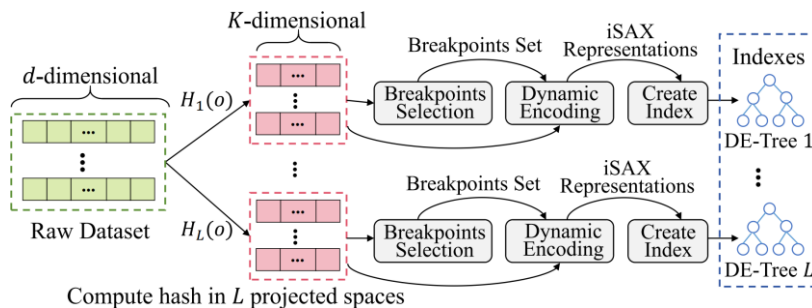 K-dimensional
d-dimensional
H₁(o)
Breakpoints Set
iSAX
Representations
Indexes
Breakpoints
Selection
Dynamic
Encoding
Create
Index
DE-Tree 1
...
Raw Dataset
H_L(o)
Breakpoints Set
iSAX
Representations
Breakpoints
Selection
Dynamic
Encoding
Create
Index
DE-Tree L
Compute hash in L projected spaces